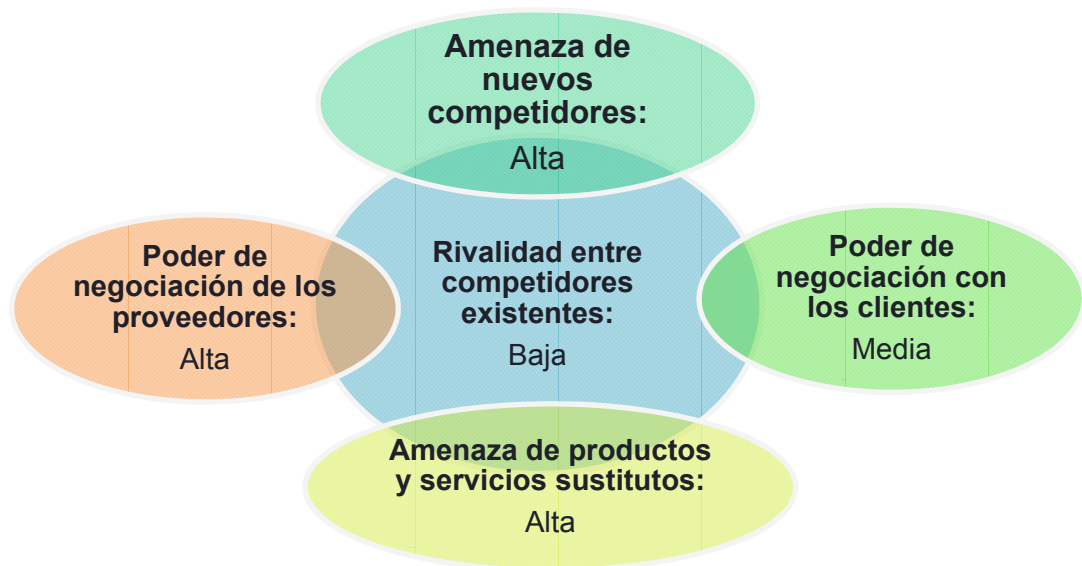 Amenaza de
nuevos
competidores:
Alta
Poder de
negociación de los
proveedores:
Alta
Rivalidad entre
competidores
existentes:
Baja
Poder de
negociación con
los clientes:
Media
Amenaza de productos
y servicios sustitutos:
Alta